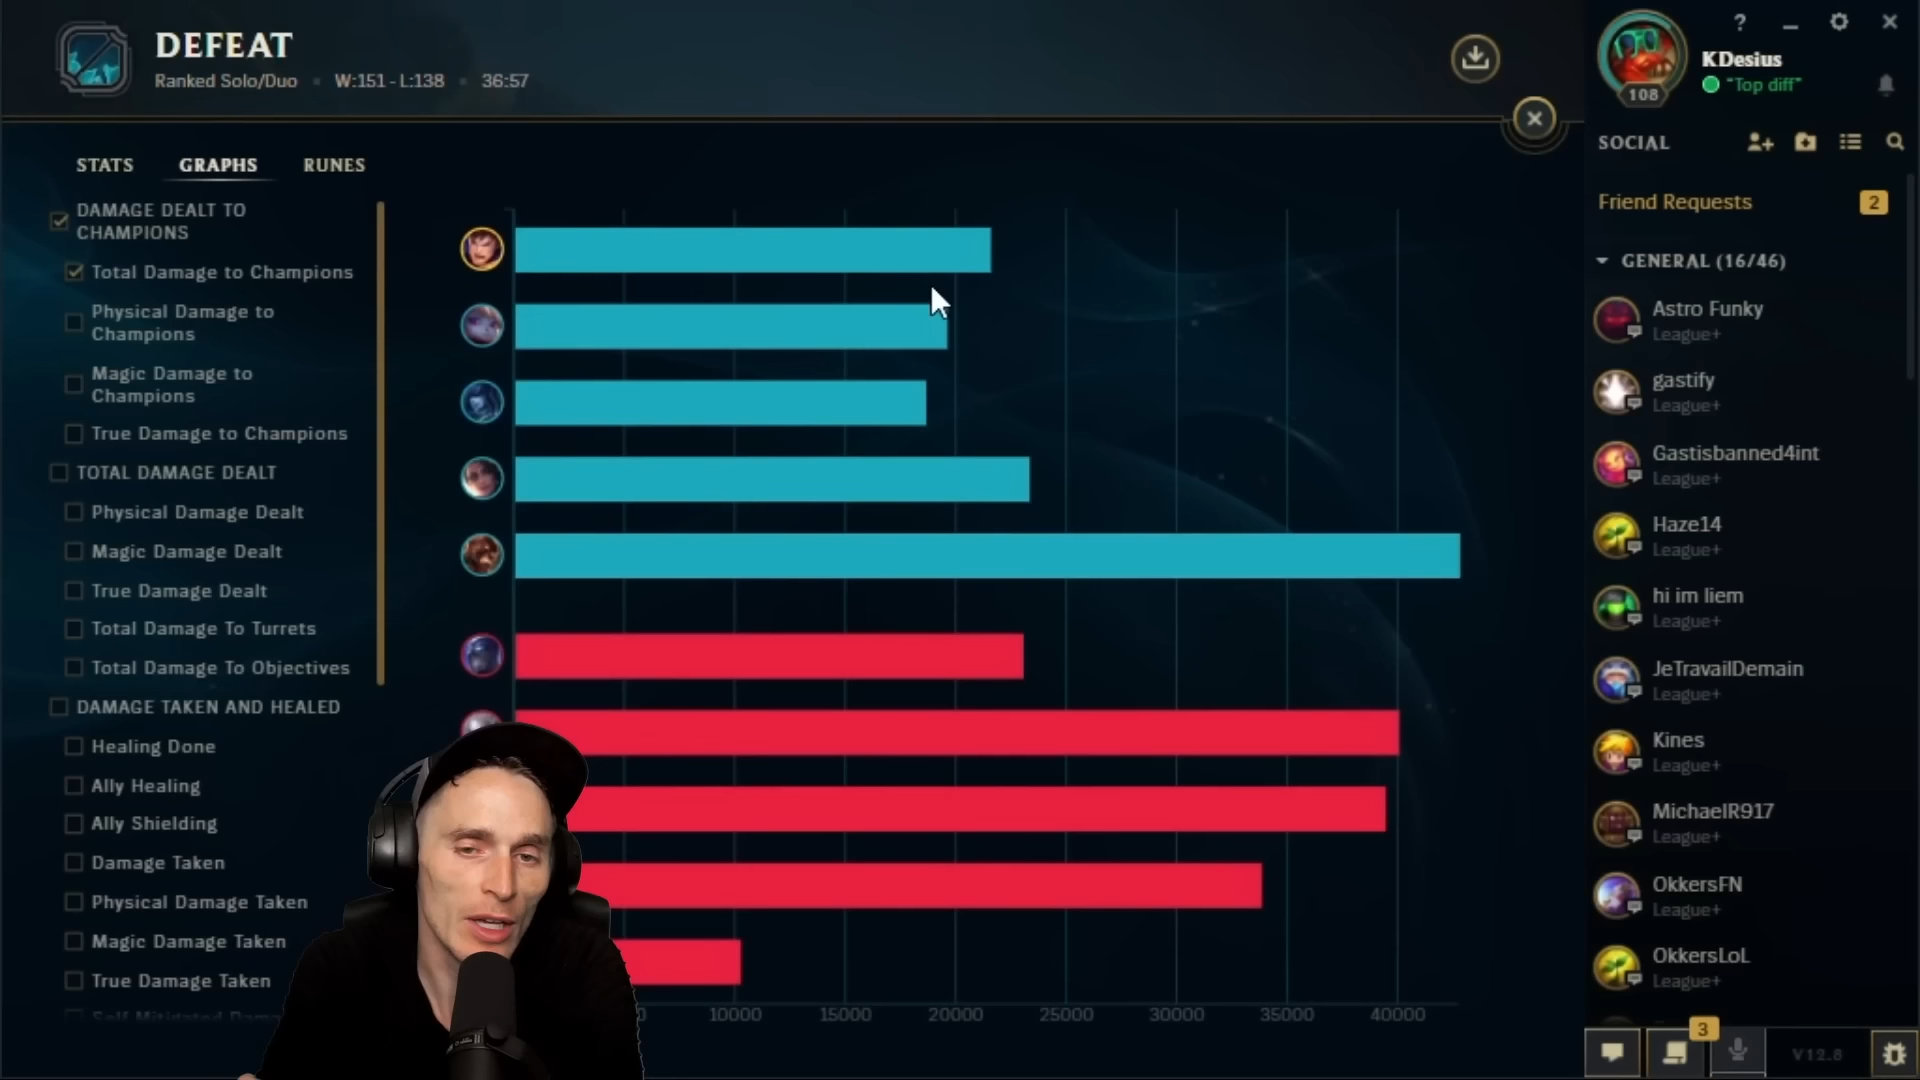 DEFEAT
Ranked Solo/Duo • W:151 - L:138 • 36:57
STATS GRAPHS RUNES
DAMAGE DEALT TO
CHAMPIONS
Total Damage to Champions
Physical Damage to
Champions
Magic Damage to
Champions
True Damage to Champions
TOTAL DAMAGE DEALT
Physical Damage Dealt
Magic Damage Dealt
True Damage Dealt
Total Damage To Turrets
Total Damage To Objectives
DAMAGE TAKEN AND HEALED
Healing Done
Ally Healing
Ally Shielding
Damage Taken
Physical Damage Taken
Magic Damage Taken
True Damage Taken
Self Mitigated
10000 15000 20000 25000 30000 35000 40000
?
KDesius
"Top diff"
108
SOCIAL
Friend Requests 2
GENERAL (16/46)
Astro Funky
League+
gastify
League+
Gastisbanned4int
League+
Haze14
League+
hi im liem
League+
JeTravailDemain
League+
Kines
League+
MichaelR917
League+
OkkersFN
League+
OkkersLoL
League+
3
V12.8